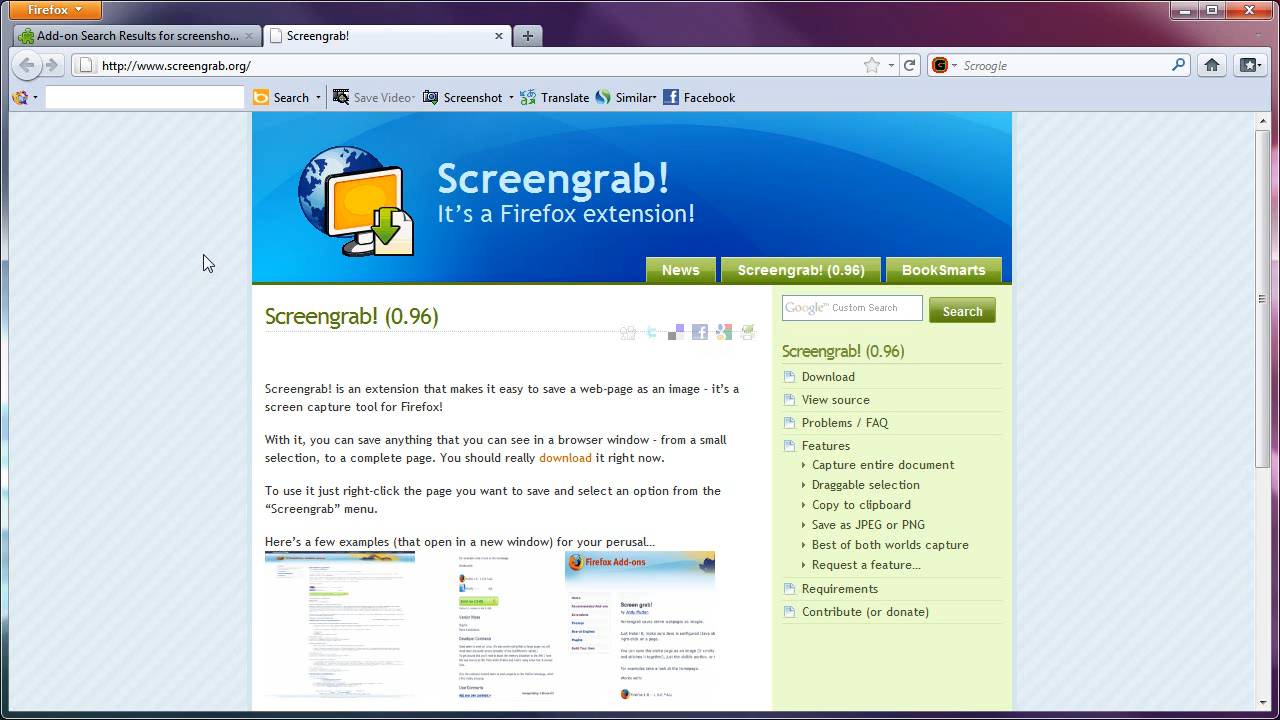 Firefox
Add-on Search Results for screensho...
Screengrab!
http://www.screengrab.org/
Scroogle
Search
Save Video
Screenshot
Translate
Similar
Facebook
Screengrab!
It's a Firefox extension!
News
Screengrab! (0.96)
BookSmarts
Screengrab! (0.96)
Screengrab! is an extension that makes it easy to save a web-page as an image - it's a
screen capture tool for Firefox!
With it, you can save anything that you can see in a browser window - from a small
selection, to a complete page. You should really download it right now.
To use it just right-click the page you want to save and select an option from the
“Screengrab” menu.
Here's a few examples (that open in a new window) for your perusal…
Firefox Add-ons
Screen grab!
Google™ Custom Search
Search
Screengrab! (0.96)
Download
View source
Problems / FAQ
Features
Capture entire document
Draggable selection
Copy to clipboard
Save as JPEG or PNG
Best of both worlds capture
Request a feature...
Requirements
Contribute (or donate)